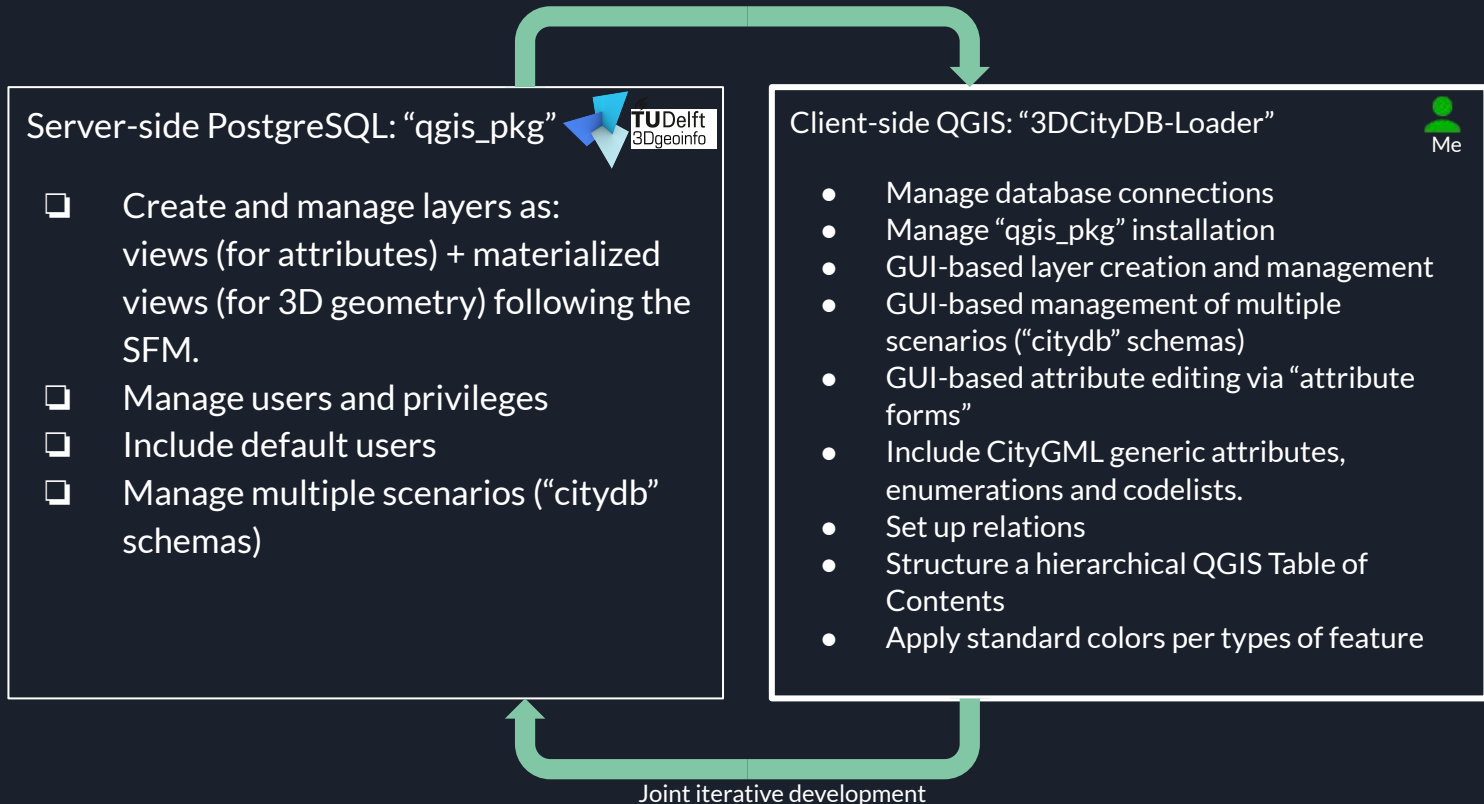 Server-side PostgreSQL: “qgis_pkg”
TUDelft
3Dgeoinfo
❏ Create and manage layers as:
views (for attributes) + materialized
views (for 3D geometry) following the
SFM.
❏ Manage users and privileges
❏ Include default users
❏ Manage multiple scenarios (“citydb”
schemas)
Client-side QGIS: “3DCityDB-Loader”
Me
● Manage database connections
● Manage “qgis_pkg” installation
● GUI-based layer creation and management
● GUI-based management of multiple
scenarios (“citydb” schemas)
● GUI-based attribute editing via “attribute
forms”
● Include CityGML generic attributes,
enumerations and codelists.
● Set up relations
● Structure a hierarchical QGIS Table of
Contents
● Apply standard colors per types of feature
Joint iterative development